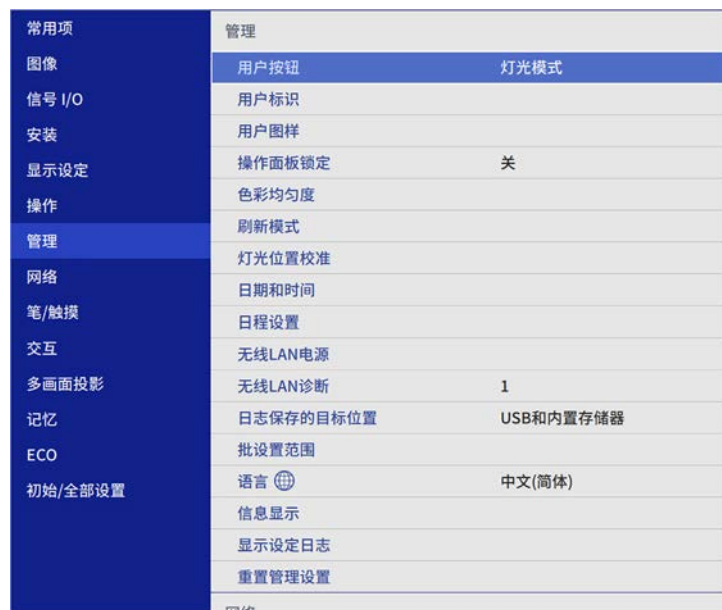 常用项
图像
信号 I/O
安装
显示设定
操作
管理
网络
笔/触摸
交互
多画面投影
记忆
ECO
初始/全部设置
管理
用户按钮 灯光模式
用户标识
用户图样
操作面板锁定 关
色彩均匀度
刷新模式
灯光位置校准
日期和时间
日程设置
无线LAN电源
无线LAN诊断 1
日志保存的目标位置 USB和内置存储器
批设置范围
语言 中文(简体)
信息显示
显示设定日志
重置管理设置